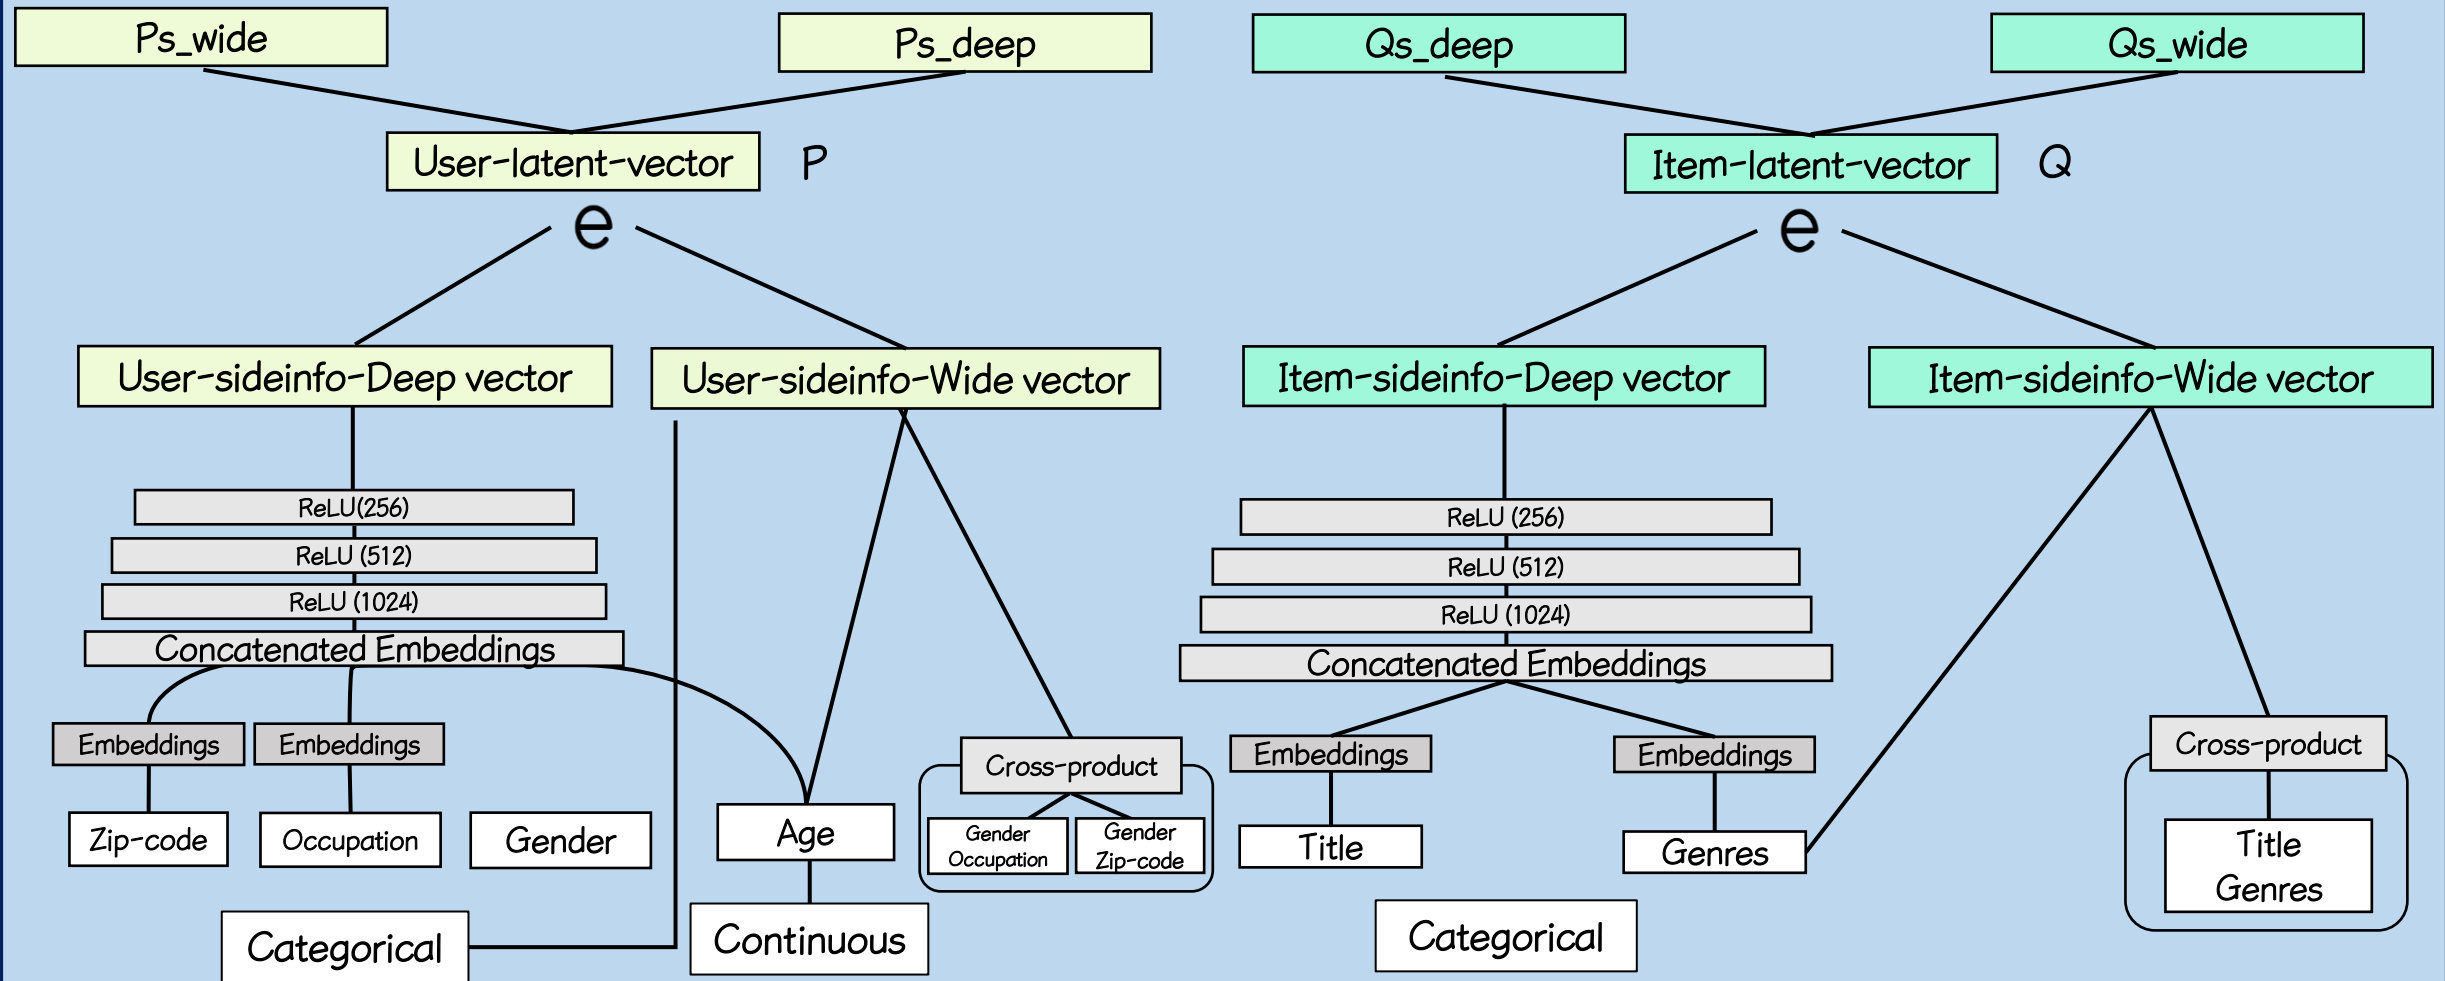 Ps_wide
Ps_deep
Qs_deep
Qs_wide
User-latent-vector
P
Item-latent-vector
Q
e
e
User-sideinfo-Deep vector
User-sideinfo-Wide vector
Item-sideinfo-Deep vector
Item-sideinfo-Wide vector
ReLU(256)
ReLU (512)
ReLU (1024)
Concatenated Embeddings
Embeddings
Embeddings
Zip-code
Occupation
Gender
Age
Categorical
Continuous
Cross-product
Gender
Occupation
Gender
Zip-code
ReLU (256)
ReLU (512)
ReLU (1024)
Concatenated Embeddings
Embeddings
Embeddings
Title
Genres
Categorical
Cross-product
Title
Genres